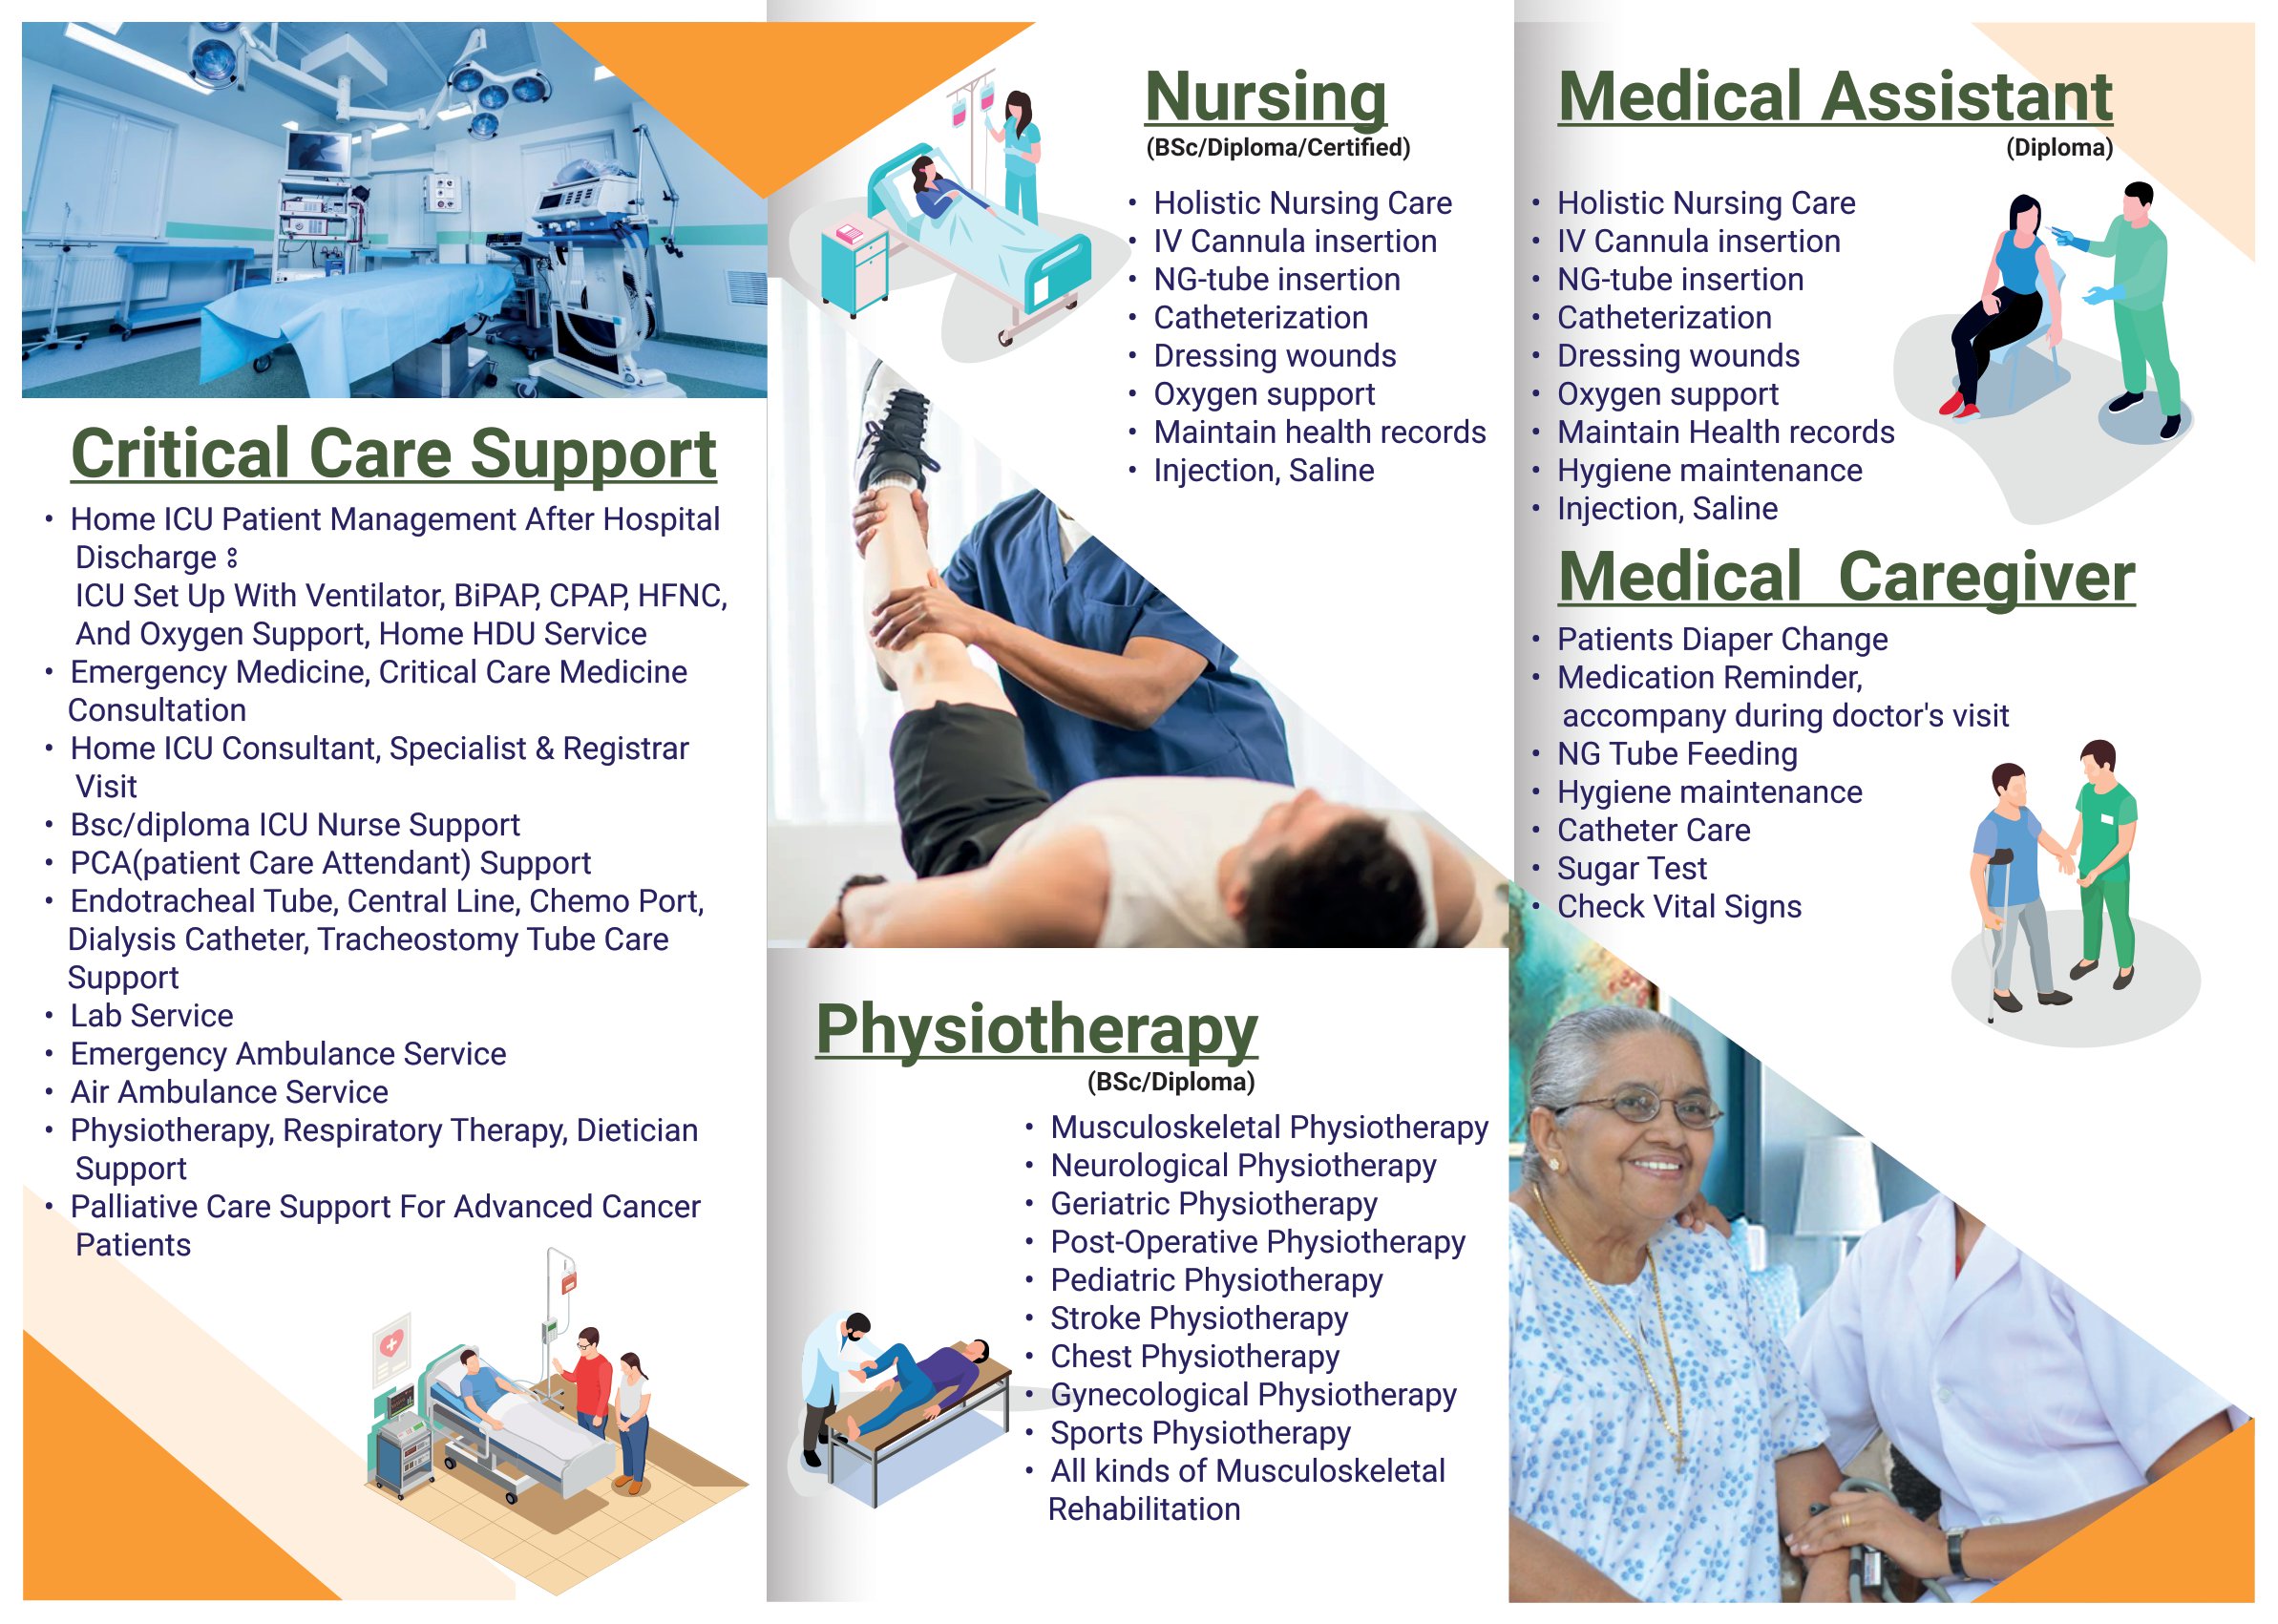 Critical Care Support
• Home ICU Patient Management After Hospital
Discharge ঃ
ICU Set Up With Ventilator, BiPAP, CPAP, HFNC,
And Oxygen Support, Home HDU Service
• Emergency Medicine, Critical Care Medicine
Consultation
• Home ICU Consultant, Specialist & Registrar
Visit
• Bsc/diploma ICU Nurse Support
• PCA(patient Care Attendant) Support
• Endotracheal Tube, Central Line, Chemo Port,
Dialysis Catheter, Tracheostomy Tube Care
Support
• Lab Service
• Emergency Ambulance Service
• Air Ambulance Service
• Physiotherapy, Respiratory Therapy, Dietician
Support
• Palliative Care Support For Advanced Cancer
Patients
Nursing
(BSc/Diploma/Certified)
• Holistic Nursing Care
• IV Cannula insertion
• NG-tube insertion
• Catheterization
• Dressing wounds
• Oxygen support
• Maintain health records
• Injection, Saline
Physiotherapy
(BSc/Diploma)
• Musculoskeletal Physiotherapy
• Neurological Physiotherapy
• Geriatric Physiotherapy
• Post-Operative Physiotherapy
• Pediatric Physiotherapy
• Stroke Physiotherapy
• Chest Physiotherapy
• Gynecological Physiotherapy
• Sports Physiotherapy
• All kinds of Musculoskeletal
Rehabilitation
Medical Assistant
(Diploma)
• Holistic Nursing Care
• IV Cannula insertion
• NG-tube insertion
• Catheterization
• Dressing wounds
• Oxygen support
• Maintain Health records
• Hygiene maintenance
• Injection, Saline
Medical Caregiver
• Patients Diaper Change
• Medication Reminder,
accompany during doctor's visit
• NG Tube Feeding
• Hygiene maintenance
• Catheter Care
• Sugar Test
• Check Vital Signs